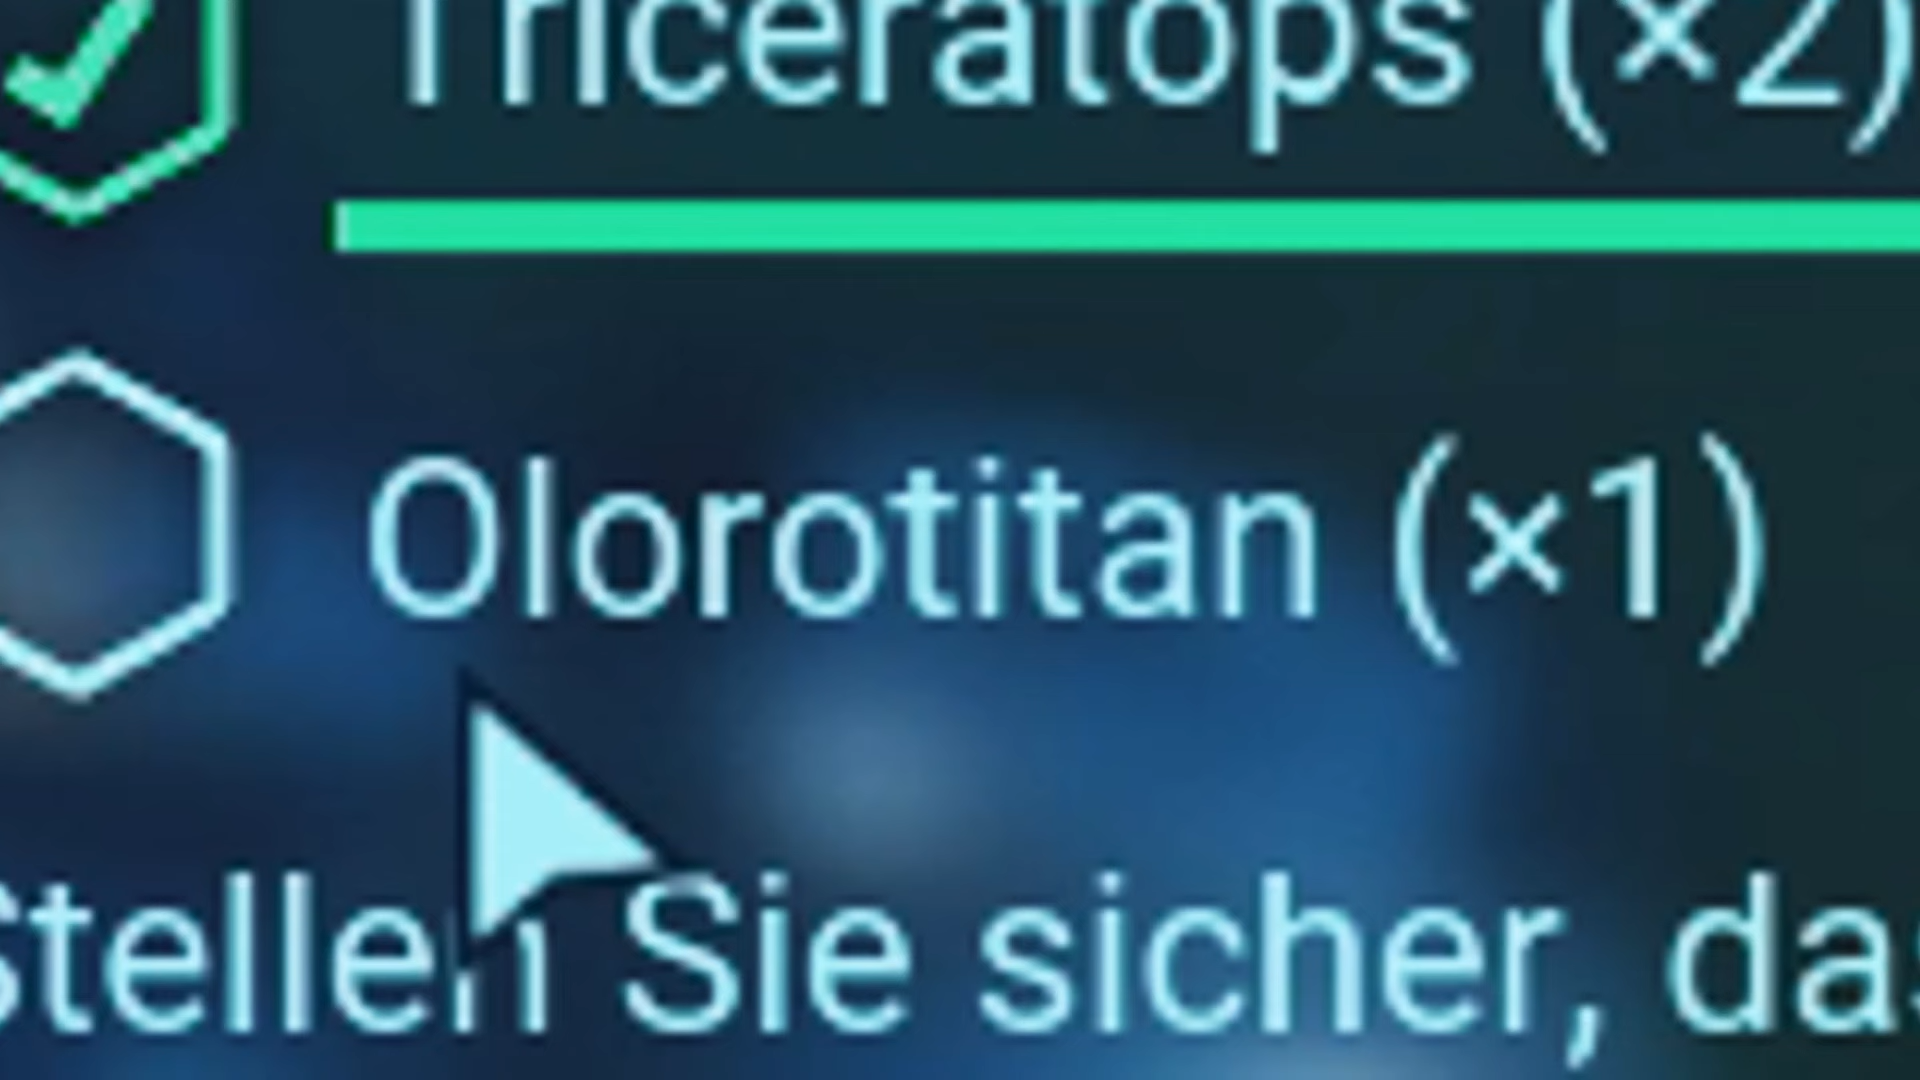 Triceratops (×2)
Olorotitan (×1)
Stellen Sie sicher, das